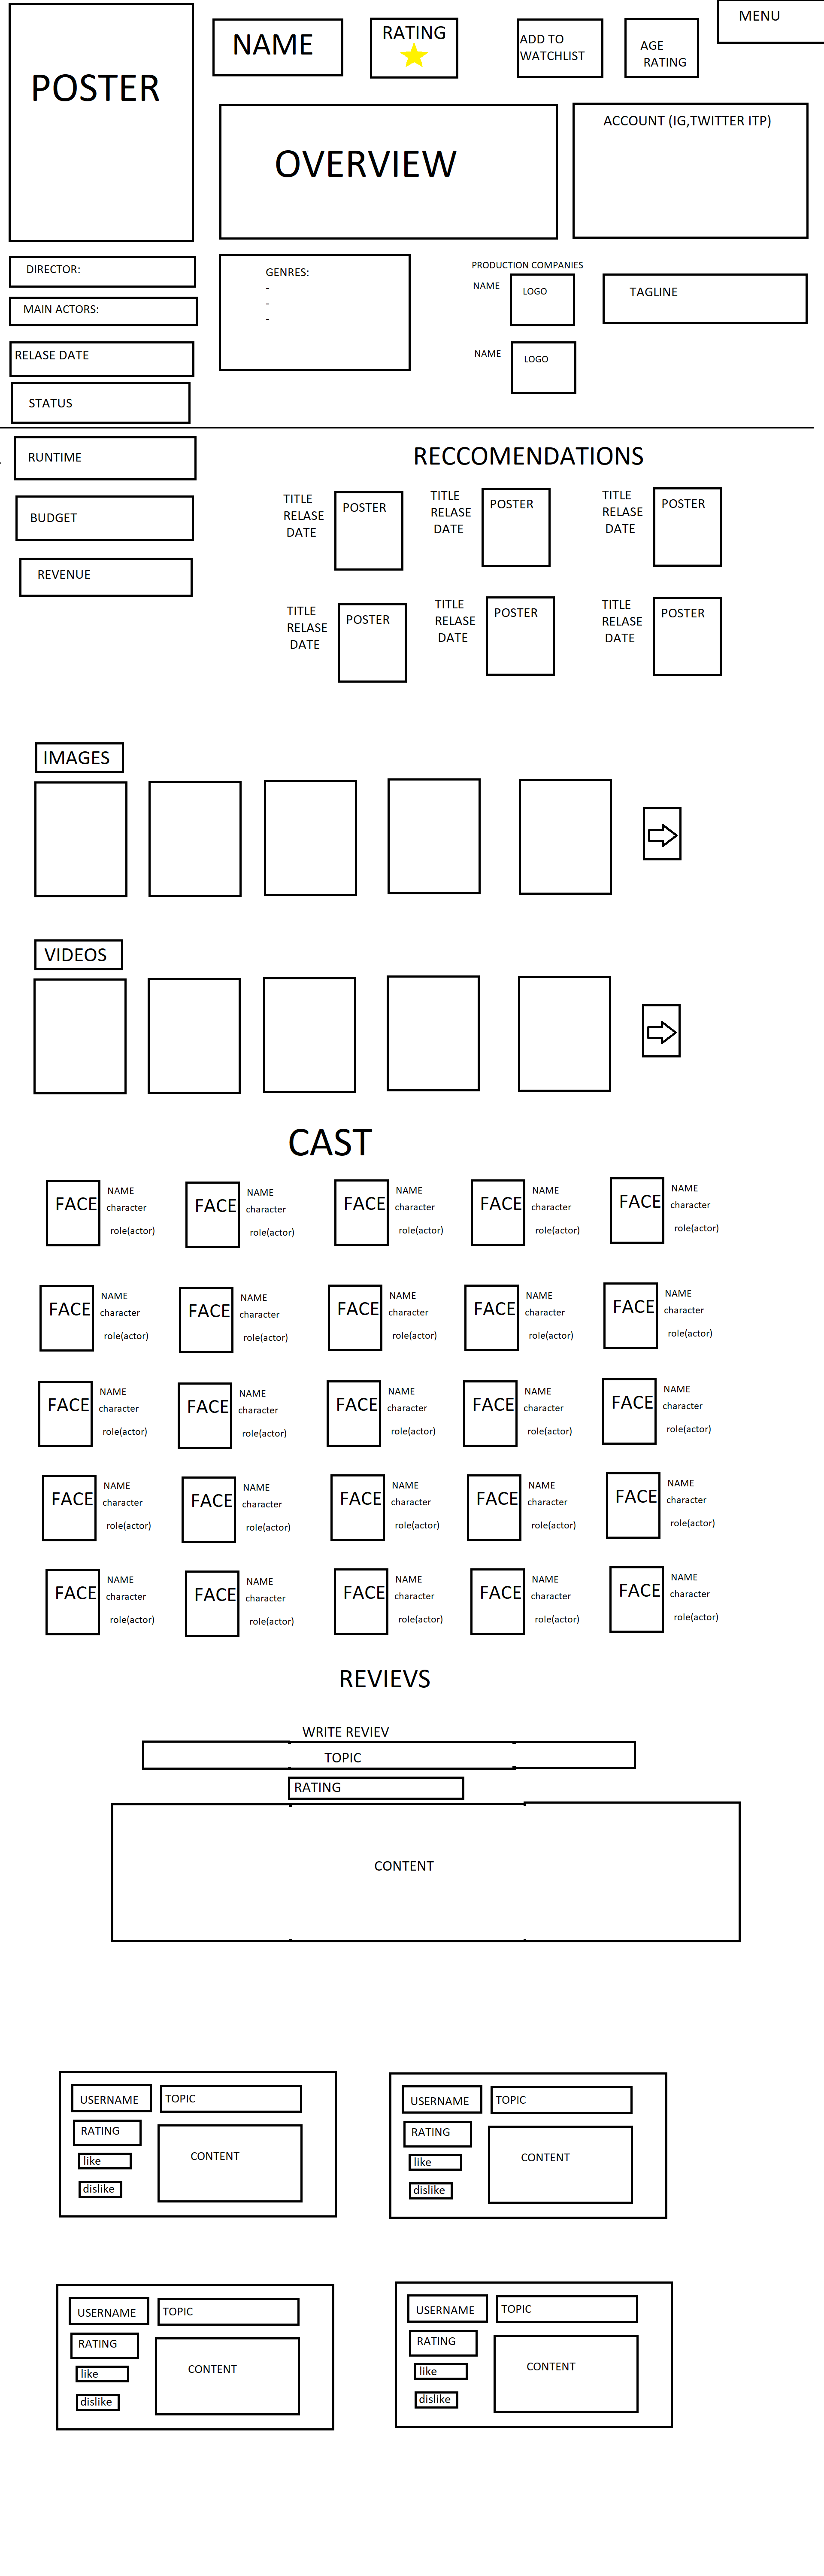 POSTER
NAME
RATING
ADD TO
WATCHLIST
AGE
RATING
MENU
OVERVIEW
ACCOUNT (IG,TWITTER ITP)
DIRECTOR:
MAIN ACTORS:
RELASE DATE
STATUS
GENRES:
-
-
-
PRODUCTION COMPANIES
NAME
LOGO
NAME
LOGO
TAGLINE
RUNTIME
BUDGET
REVENUE
RECCOMENDATIONS
TITLE
RELASE
DATE
POSTER
TITLE
RELASE
DATE
POSTER
TITLE
RELASE
DATE
POSTER
TITLE
RELASE
DATE
POSTER
TITLE
RELASE
DATE
POSTER
TITLE
RELASE
DATE
POSTER
IMAGES
VIDEOS
CAST
FACE
NAME
character
role(actor)
FACE
NAME
character
role(actor)
FACE
NAME
character
role(actor)
FACE
NAME
character
role(actor)
FACE
NAME
character
role(actor)
FACE
NAME
character
role(actor)
FACE
NAME
character
role(actor)
FACE
NAME
character
role(actor)
FACE
NAME
character
role(actor)
FACE
NAME
character
role(actor)
FACE
NAME
character
role(actor)
FACE
NAME
character
role(actor)
FACE
NAME
character
role(actor)
FACE
NAME
character
role(actor)
FACE
NAME
character
role(actor)
FACE
NAME
character
role(actor)
FACE
NAME
character
role(actor)
FACE
NAME
character
role(actor)
FACE
NAME
character
role(actor)
FACE
NAME
character
role(actor)
FACE
NAME
character
role(actor)
FACE
NAME
character
role(actor)
FACE
NAME
character
role(actor)
FACE
NAME
character
role(actor)
FACE
NAME
character
role(actor)
REVIEVS
WRITE REVIEV
TOPIC
RATING
CONTENT
USERNAME
TOPIC
RATING
CONTENT
like
dislike
USERNAME
TOPIC
RATING
CONTENT
like
dislike
USERNAME
TOPIC
RATING
CONTENT
like
dislike
USERNAME
TOPIC
RATING
CONTENT
like
dislike